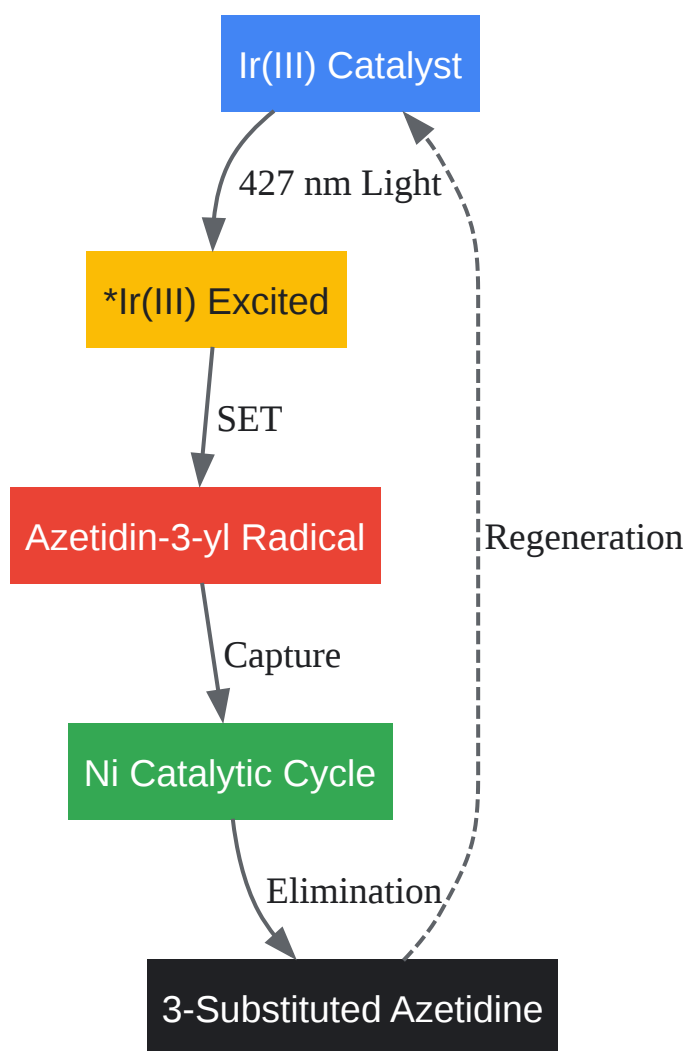 Ir(III) Catalyst
427 nm Light
*Ir(III) Excited
SET
Azetidin-3-yl Radical
Regeneration
Capture
Ni Catalytic Cycle
Elimination
3-Substituted Azetidine